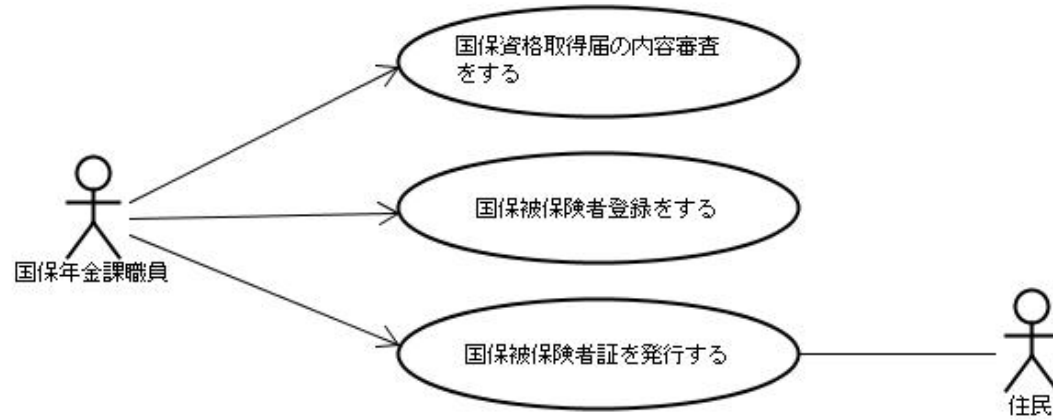 国保資格取得届の内容審査
をする
国保被保険者登録をする
国保年金課職員
国保被保険者証を発行する
住民